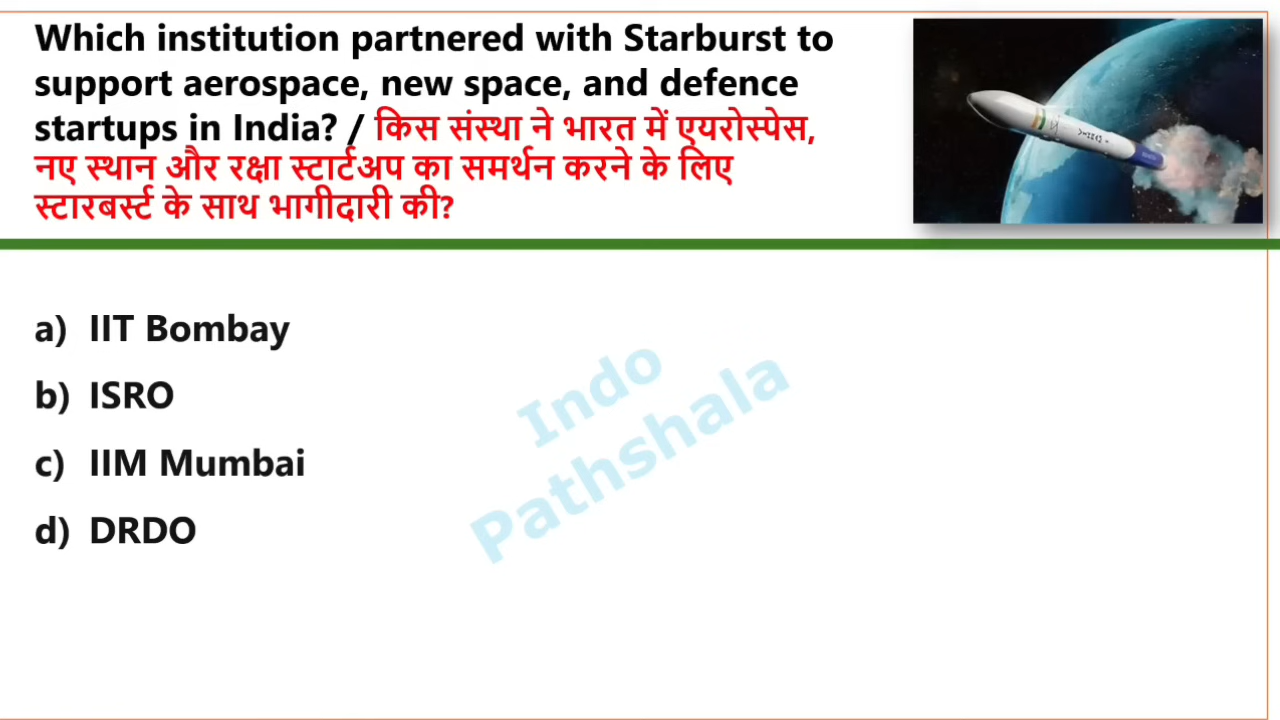 Which institution partnered with Starburst to
support aerospace, new space, and defence
startups in India? / किस संस्था ने भारत में एयरोस्पेस,
नए स्थान और रक्षा स्टार्टअप का समर्थन करने के लिए
स्टारबर्स्ट के साथ भागीदारी की?
a) IIT Bombay
b) ISRO
c) IIM Mumbai
d) DRDO
Indo
Pathshala